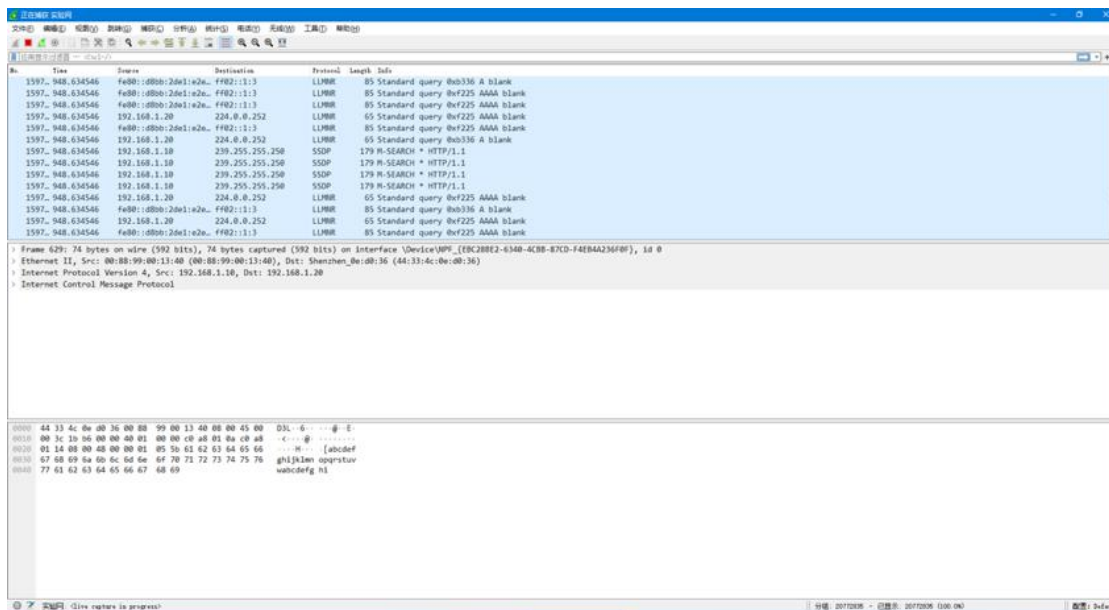 正在捕获 实验网
文件(F) 编辑(E) 视图(V) 跳转(G) 捕获(C) 分析(A) 统计(S) 电话(Y) 无线(W) 工具(T) 帮助(H)
应用显示过滤器 … <Ctrl-/>
No. Time Source Destination Protocol Length Info
1597… 948.634546 fe80::d8bb:2de1:e2e… ff02::1:3 LLMNR 85 Standard query 0xb336 A blank
1597… 948.634546 fe80::d8bb:2de1:e2e… ff02::1:3 LLMNR 85 Standard query 0xf225 AAAA blank
1597… 948.634546 fe80::d8bb:2de1:e2e… ff02::1:3 LLMNR 85 Standard query 0xf225 AAAA blank
1597… 948.634546 192.168.1.20 224.0.0.252 LLMNR 65 Standard query 0xf225 AAAA blank
1597… 948.634546 fe80::d8bb:2de1:e2e… ff02::1:3 LLMNR 85 Standard query 0xf225 AAAA blank
1597… 948.634546 192.168.1.20 224.0.0.252 LLMNR 65 Standard query 0xb336 A blank
1597… 948.634546 192.168.1.10 239.255.255.250 SSDP 179 M-SEARCH * HTTP/1.1
1597… 948.634546 192.168.1.10 239.255.255.250 SSDP 179 M-SEARCH * HTTP/1.1
1597… 948.634546 192.168.1.10 239.255.255.250 SSDP 179 M-SEARCH * HTTP/1.1
1597… 948.634546 192.168.1.20 224.0.0.252 LLMNR 65 Standard query 0xf225 AAAA blank
1597… 948.634546 fe80::d8bb:2de1:e2e… ff02::1:3 LLMNR 85 Standard query 0xb336 A blank
1597… 948.634546 192.168.1.20 224.0.0.252 LLMNR 65 Standard query 0xf225 AAAA blank
1597… 948.634546 fe80::d8bb:2de1:e2e… ff02::1:3 LLMNR 85 Standard query 0xf225 AAAA blank
> Frame 629: 74 bytes on wire (592 bits), 74 bytes captured (592 bits) on interface \Device\NPF_{EBC2BBE2-6340-4CBB-87CD-F4EB4A236F0F}, id 0
> Ethernet II, Src: 00:88:99:00:13:40 (00:88:99:00:13:40), Dst: Shenzhen_0e:d0:36 (44:33:4c:0e:d0:36)
> Internet Protocol Version 4, Src: 192.168.1.10, Dst: 192.168.1.20
> Internet Control Message Protocol
0000 44 33 4c 0e d0 36 00 88 99 00 13 40 08 00 45 00 D3L··6·· ···@··E·
0010 00 3c 1b b6 00 00 40 01 00 00 c0 a8 01 0a c0 a8 ·<····@· ········
0020 01 14 08 00 48 00 00 01 05 5b 61 62 63 64 65 66 ····H··· ·[abcdef
0030 67 68 69 6a 6b 6c 6d 6e 6f 70 71 72 73 74 75 76 ghijklmn opqrstuv
0040 77 61 62 63 64 65 66 67 68 69 wabcdefg hi
实验网: <live capture in progress>
分组: 20772836 · 已显示: 20772836 (100.0%)
配置: Defa